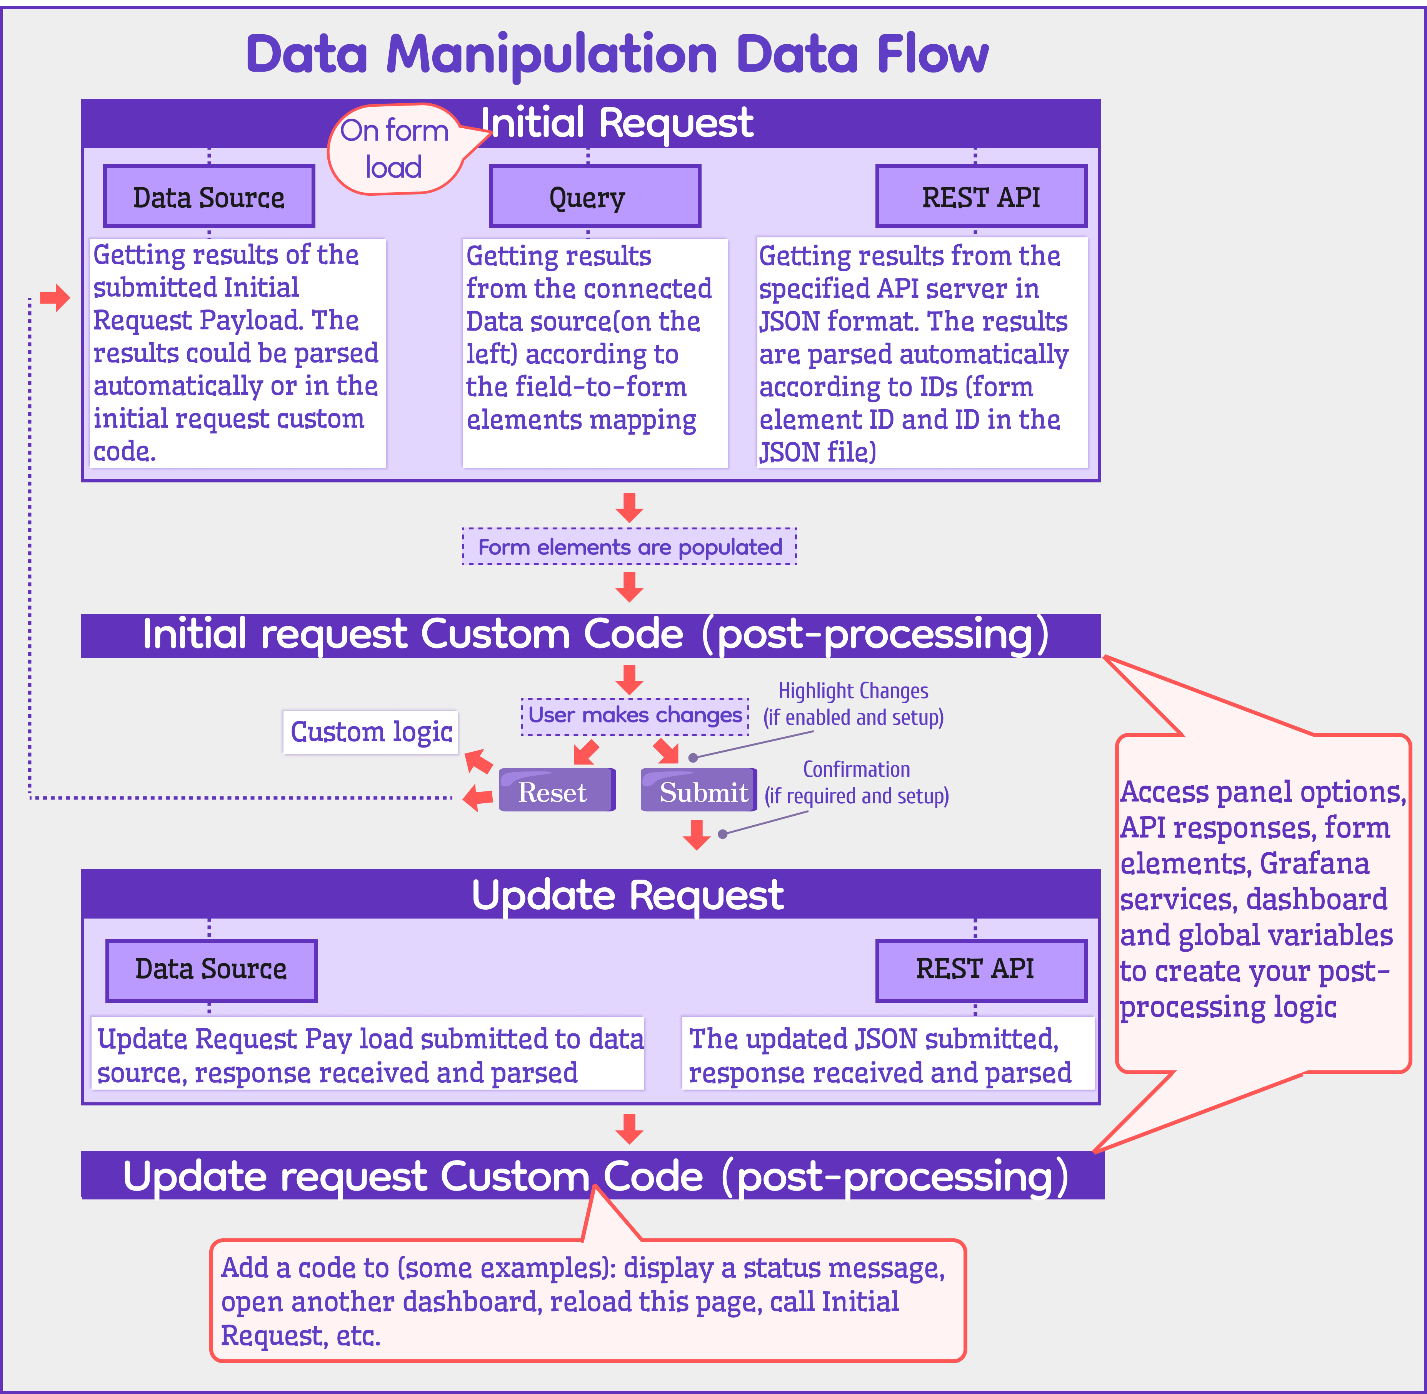 Data Manipulation Data Flow
Initial Request
On form
load
Data Source
Query
REST API
Getting results of the
submitted Initial
Request Payload. The
results could be parsed
automatically or in the
initial request custom
code.
Getting results
from the connected
Data source(on the
left) according to
the field-to-form
elements mapping
Getting results from the
specified API server in
JSON format. The results
are parsed automatically
according to IDs (form
element ID and ID in the
JSON file)
Form elements are populated
Initial request Custom Code (post-processing)
User makes changes
Highlight Changes
(if enabled and setup)
Custom logic
Reset
Submit
Confirmation
(if required and setup)
Access panel options,
API responses, form
elements, Grafana
services, dashboard
and global variables
to create your post-
processing logic
Update Request
Data Source
REST API
Update Request Pay load submitted to data
source, response received and parsed
The updated JSON submitted,
response received and parsed
Update request Custom Code (post-processing)
Add a code to (some examples): display a status message,
open another dashboard, reload this page, call Initial
Request, etc.